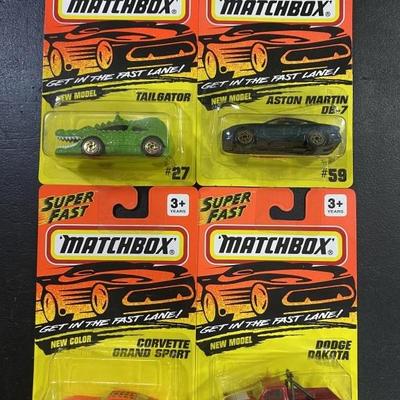 MATCHBOX®
GET IN THE FAST LANE!
NEW MODEL
TAILGATOR
#27
MATCHBOX®
GET IN THE FAST LANE!
NEW MODEL
ASTON MARTIN
DB-7
#59
SUPER
FAST
3+
YEARS
MATCHBOX®
GET IN THE FAST LANE!
NEW COLOR
CORVETTE
GRAND SPORT
SUPER
FAST
3+
YEARS
MATCHBOX®
GET IN THE FAST LANE!
NEW MODEL
DODGE
DAKOTA